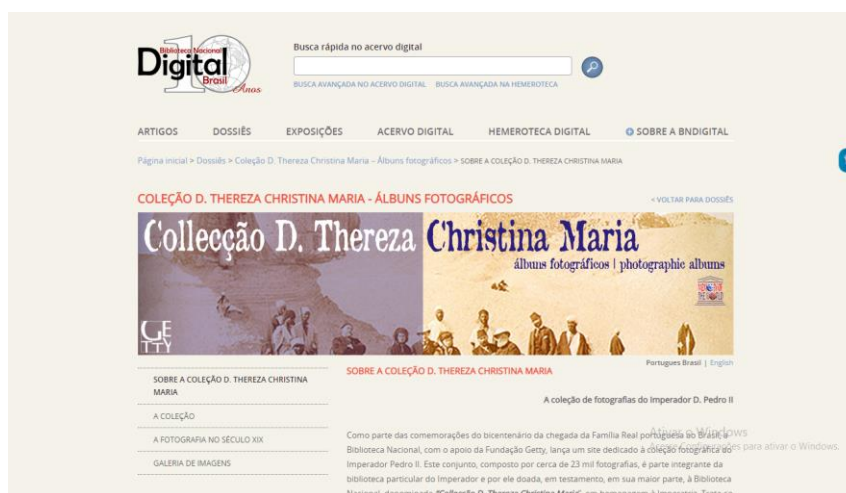 Biblioteca Nacional
Digital
Brasil
10 Anos
Busca rápida no acervo digital
BUSCA AVANÇADA NO ACERVO DIGITAL BUSCA AVANÇADA NA HEMEROTECA
ARTIGOS DOSSIÊS EXPOSIÇÕES ACERVO DIGITAL HEMEROTECA DIGITAL SOBRE A BNDIGITAL
Página inicial > Dossiês > Coleção D. Thereza Christina Maria – Álbuns fotográficos > SOBRE A COLEÇÃO D. THEREZA CHRISTINA MARIA
COLEÇÃO D. THEREZA CHRISTINA MARIA - ÁLBUNS FOTOGRÁFICOS
< VOLTAR PARA DOSSIÊS
Collecção D. Thereza Christina Maria
álbuns fotográficos | photographic albums
GETTY
Portugues Brasil | English
SOBRE A COLEÇÃO D. THEREZA CHRISTINA
MARIA
A COLEÇÃO
A FOTOGRAFIA NO SÉCULO XIX
GALERIA DE IMAGENS
SOBRE A COLEÇÃO D. THEREZA CHRISTINA MARIA
A coleção de fotografias do Imperador D. Pedro II
Como parte das comemorações do bicentenário da chegada da Família Real portuguesa ao Brasil, a
Biblioteca Nacional, com o apoio da Fundação Getty, lança um site dedicado à coleção fotográfica do
Imperador Pedro II. Este conjunto, composto por cerca de 23 mil fotografias, é parte integrante da
biblioteca particular do Imperador e por ele doada, em testamento, em sua maior parte, à Biblioteca
Ativar o Windows
Acesse Configurações para ativar o Windows.